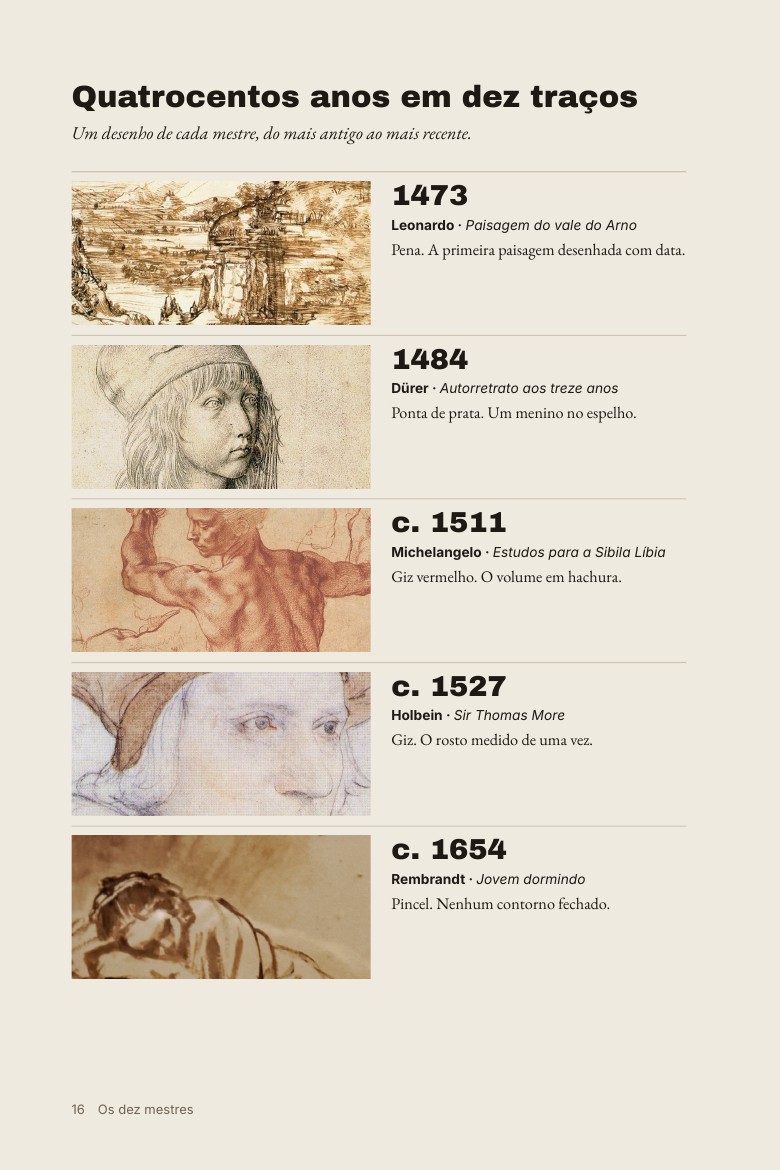 Quatrocentos anos em dez traços
Um desenho de cada mestre, do mais antigo ao mais recente.
1473
Leonardo · Paisagem do vale do Arno
Pena. A primeira paisagem desenhada com data.
1484
Dürer · Autorretrato aos treze anos
Ponta de prata. Um menino no espelho.
c. 1511
Michelangelo · Estudos para a Sibila Líbia
Giz vermelho. O volume em hachura.
c. 1527
Holbein · Sir Thomas More
Giz. O rosto medido de uma vez.
c. 1654
Rembrandt · Jovem dormindo
Pincel. Nenhum contorno fechado.
16 Os dez mestres